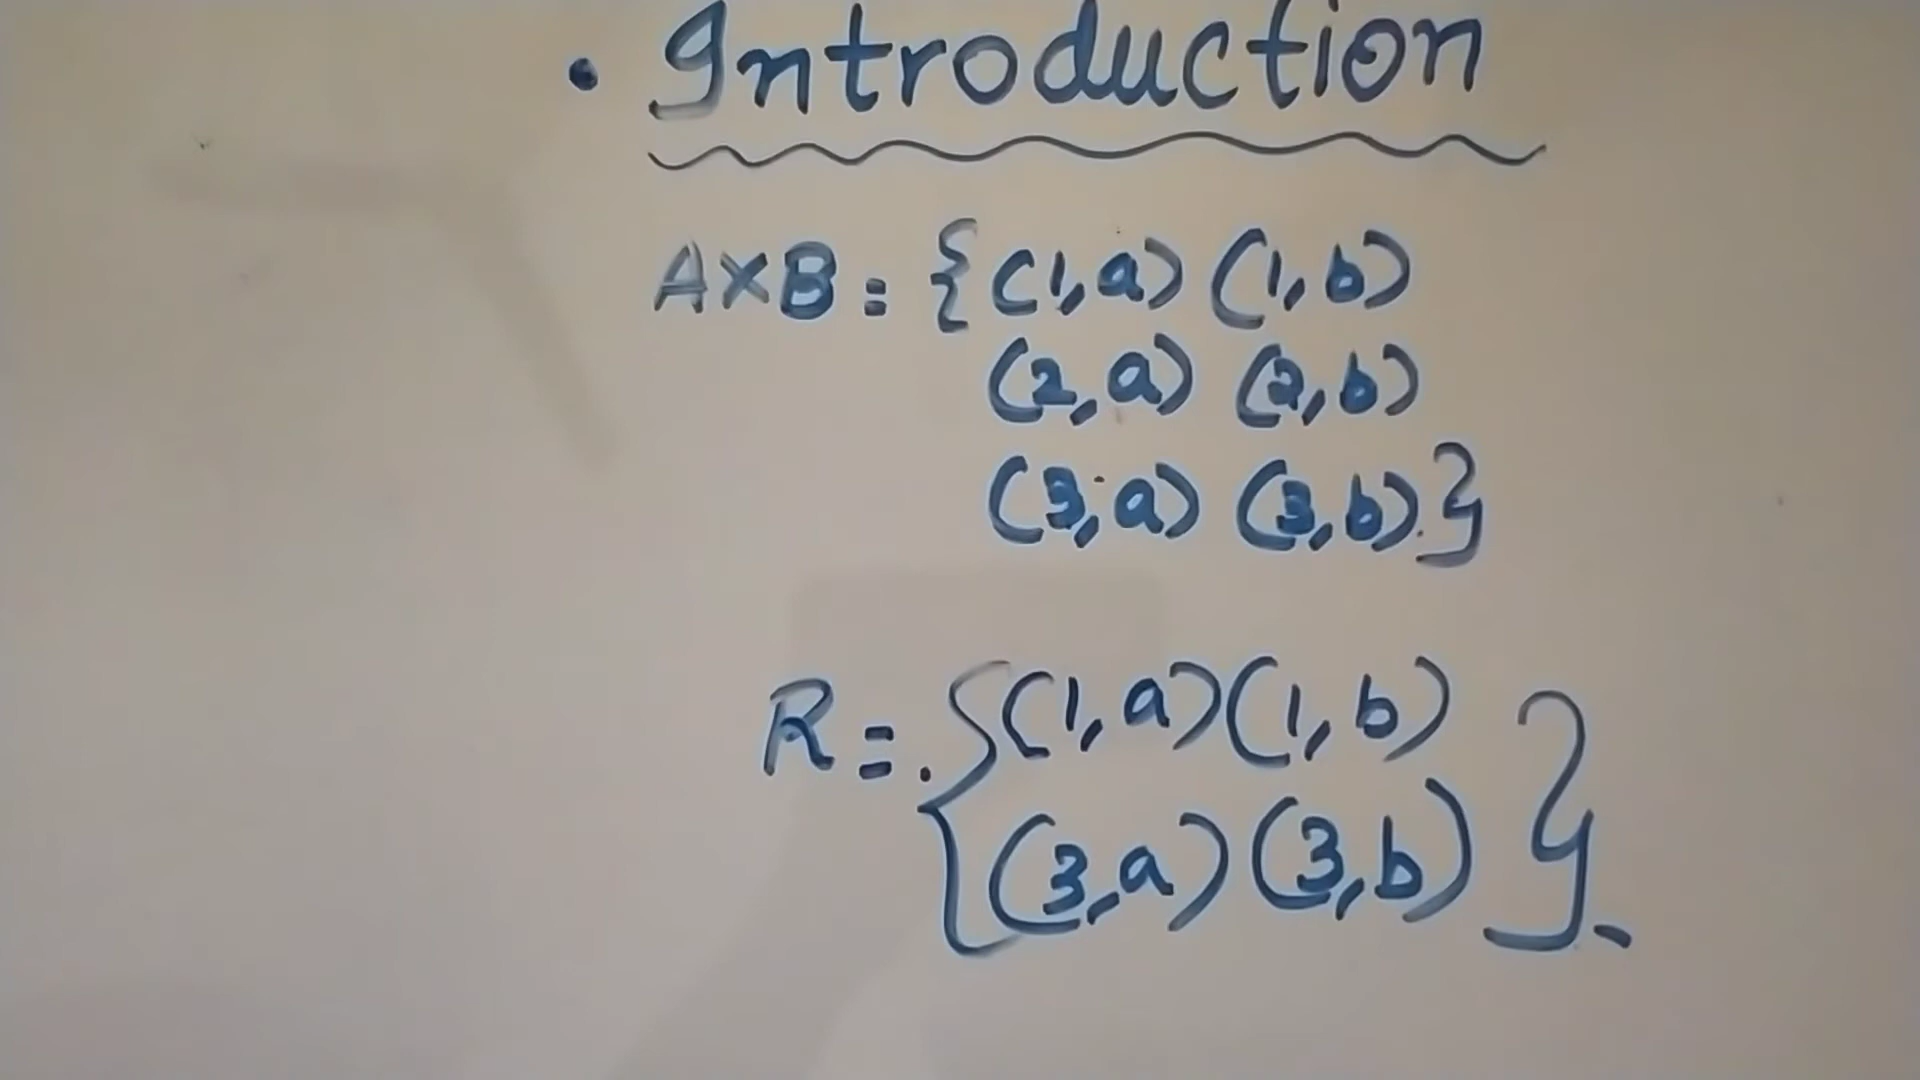 • Introduction
A×B = {(1,a) (1,b)
(2,a) (2,b)
(3,a) (3,b).}
R = {(1,a)(1,b)
(3,a)(3,b)}